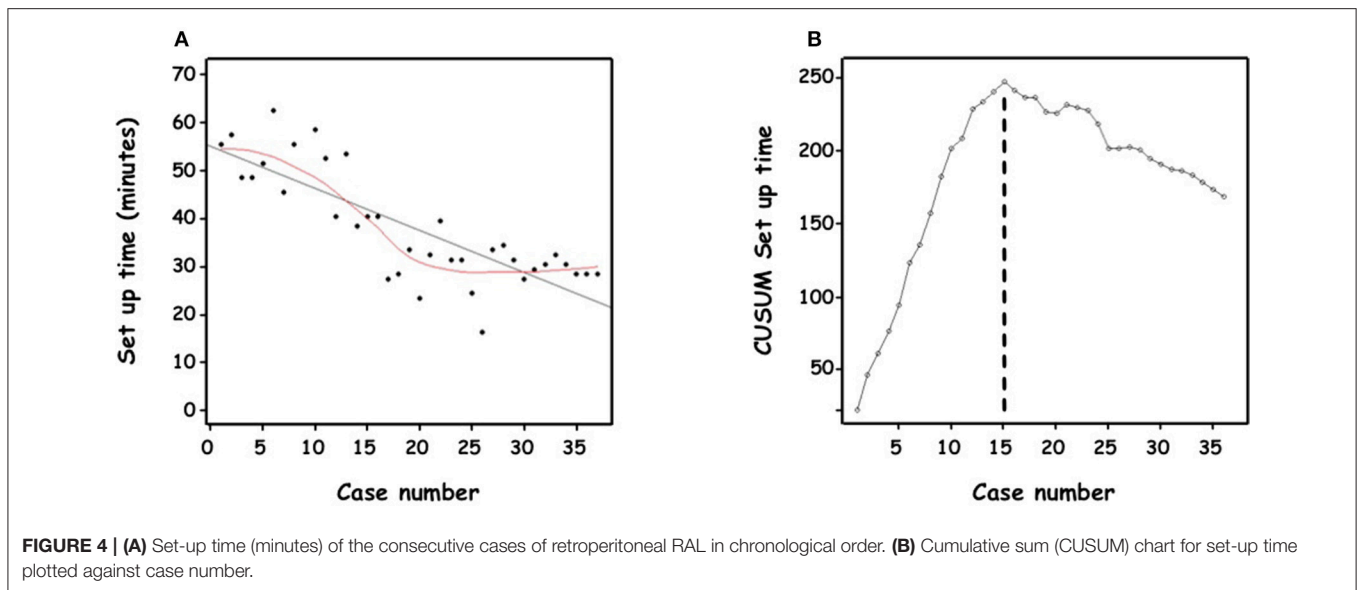 A
70
60
50
40
30
20
10
0
Set up time (minutes)
0 5 10 15 20 25 30 35
Case number
B
250
200
150
100
50
CUSUM Set up time
5 10 15 20 25 30 35
Case number
FIGURE 4 | (A) Set-up time (minutes) of the consecutive cases of retroperitoneal RAL in chronological order. (B) Cumulative sum (CUSUM) chart for set-up time
plotted against case number.